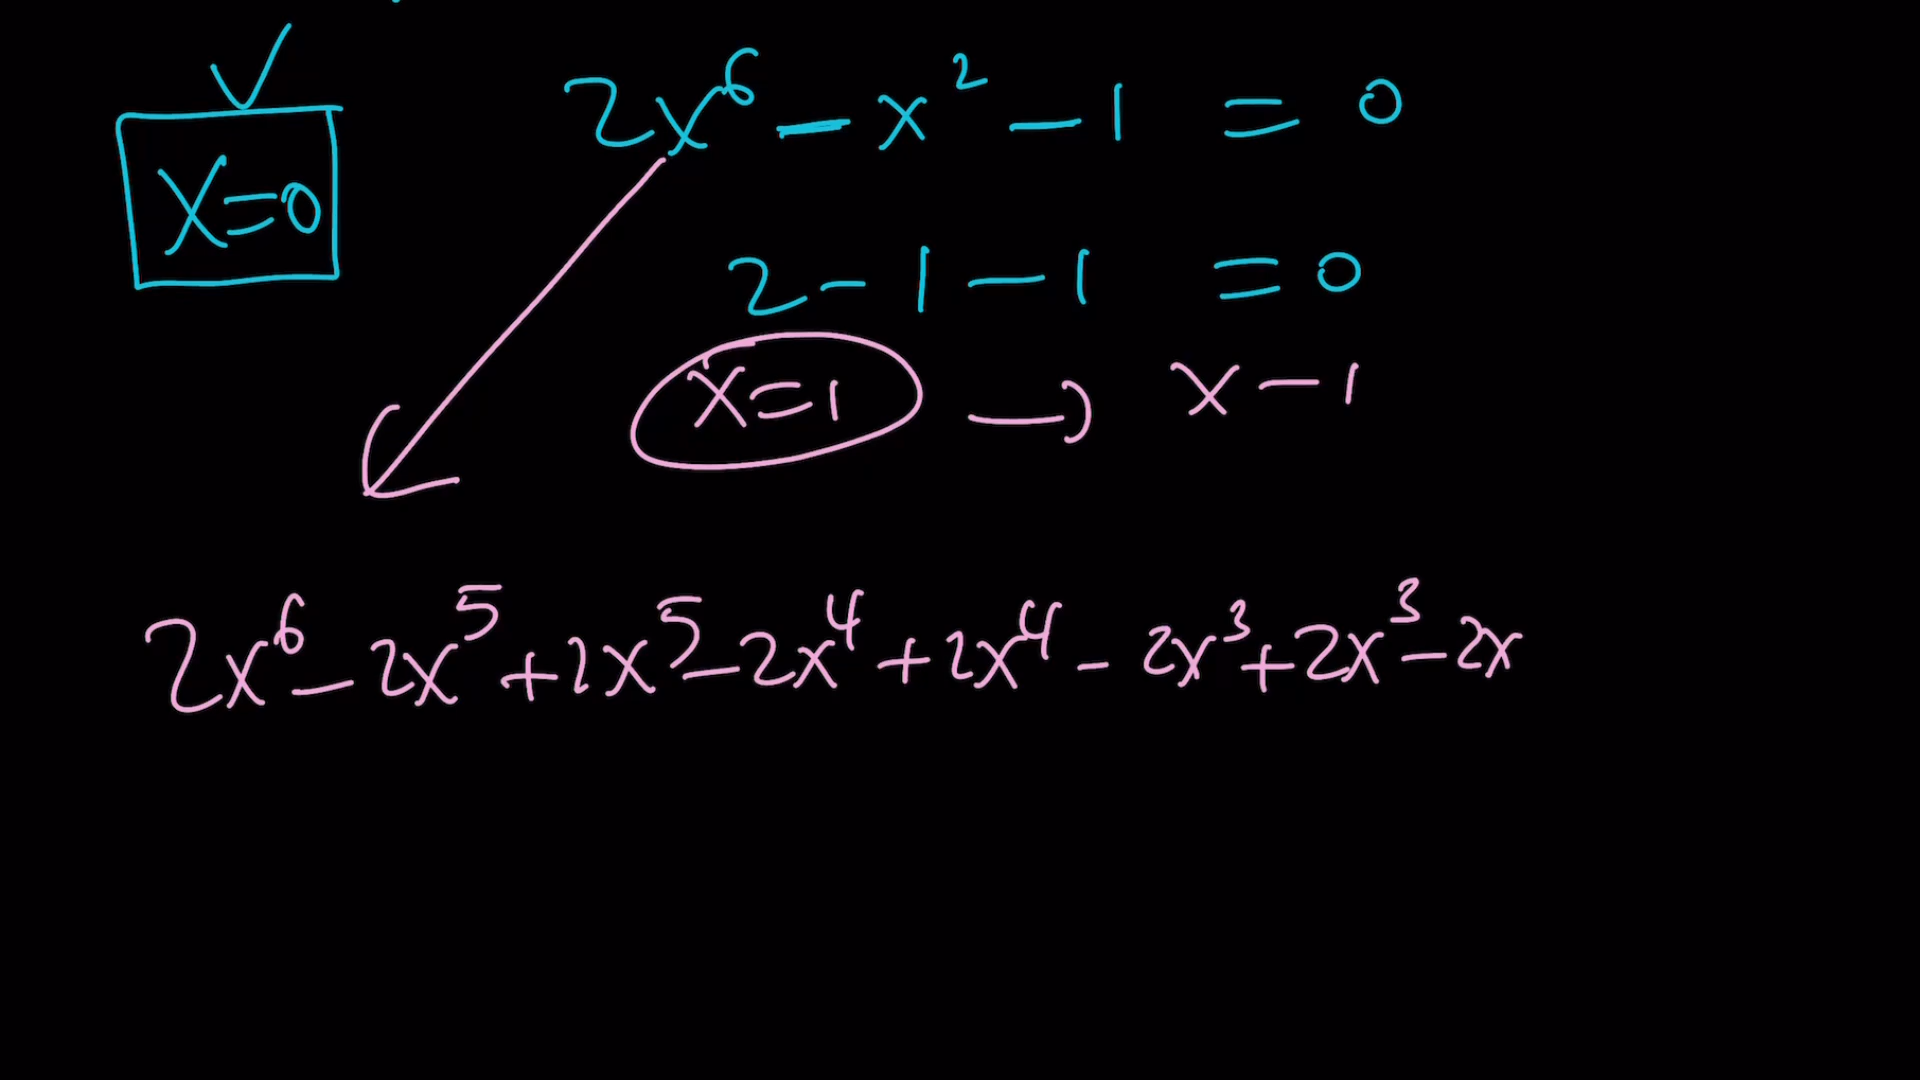 2x⁶ - x² - 1 = 0
x=0
2 - 1 - 1 = 0
x=1 → x - 1
2x⁶ - 2x⁵ + 2x⁵ - 2x⁴ + 2x⁴ - 2x³ + 2x³ - 2x